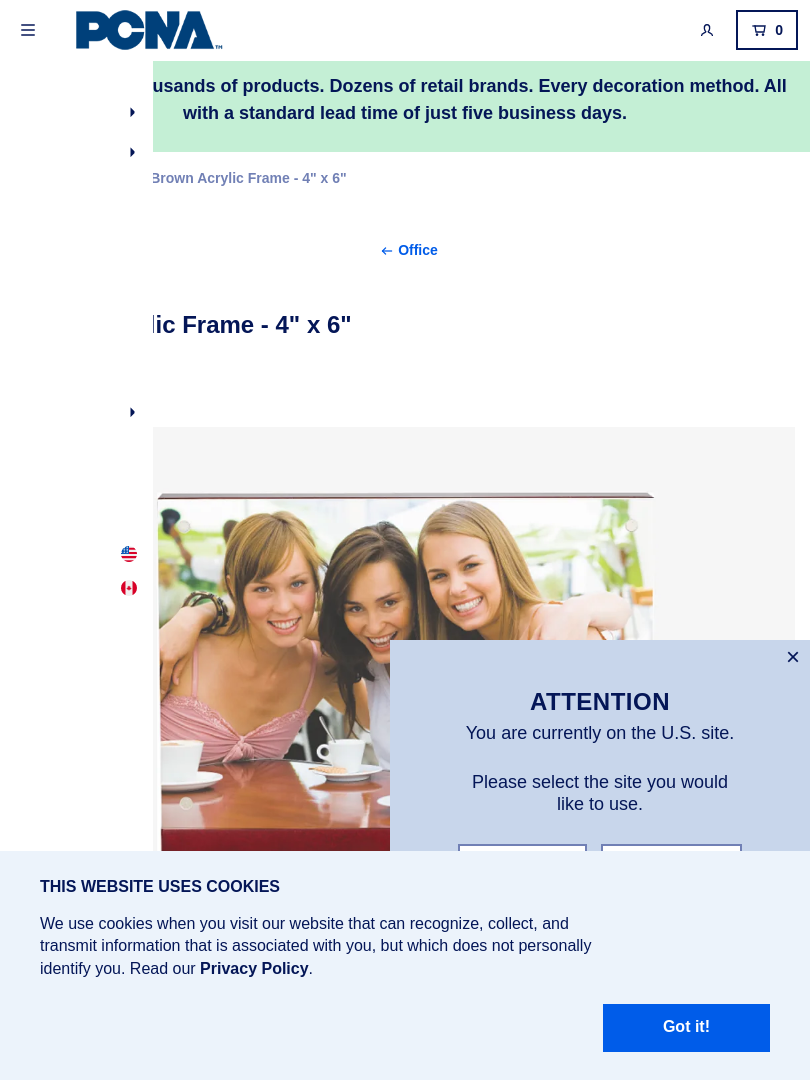 PCNA TM
0
usands of products. Dozens of retail brands. Every decoration method. All
with a standard lead time of just five business days.
Brown Acrylic Frame - 4" x 6"
← Office
lic Frame - 4" x 6"
ATTENTION
You are currently on the U.S. site.
Please select the site you would
like to use.
THIS WEBSITE USES COOKIES
We use cookies when you visit our website that can recognize, collect, and
transmit information that is associated with you, but which does not personally
identify you. Read our Privacy Policy.
Got it!